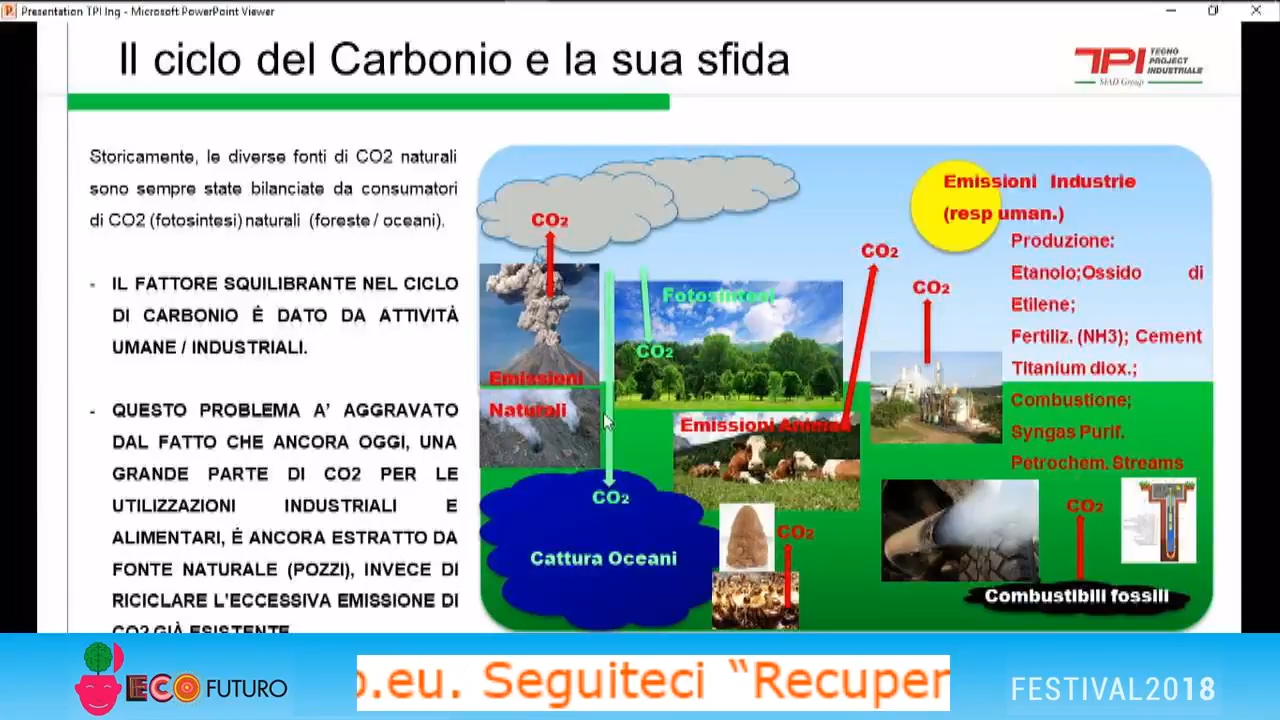 Presentation TPI Ing - Microsoft PowerPoint Viewer
Il ciclo del Carbonio e la sua sfida
TPI TECNO
PROJECT
INDUSTRIALE
SIAD Group
Storicamente, le diverse fonti di CO2 naturali
sono sempre state bilanciate da consumatori
di CO2 (fotosintesi) naturali (foreste / oceani).
- IL FATTORE SQUILIBRANTE NEL CICLO
DI CARBONIO É DATO DA ATTIVITÀ
UMANE / INDUSTRIALI.
- QUESTO PROBLEMA A' AGGRAVATO
DAL FATTO CHE ANCORA OGGI, UNA
GRANDE PARTE DI CO2 PER LE
UTILIZZAZIONI INDUSTRIALI E
ALIMENTARI, É ANCORA ESTRATTO DA
FONTE NATURALE (POZZI), INVECE DI
RICICLARE L'ECCESSIVA EMISSIONE DI
CO2 GIÀ ESISTENTE
CO2
Emissioni
Naturali
Fotosintesi
CO2
Emissioni Animali
CO2
CO2
Emissioni Industrie
(resp uman.)
Produzione:
Etanolo;Ossido di
Etilene;
Fertiliz. (NH3); Cement
Titanium diox.;
Combustione;
Syngas Purif.
Petrochem. Streams
CO2
Cattura Oceani
CO2
CO2
Combustibili fossili
ECO FUTURO
o.eu. Seguiteci “Recuper
FESTIVAL2018